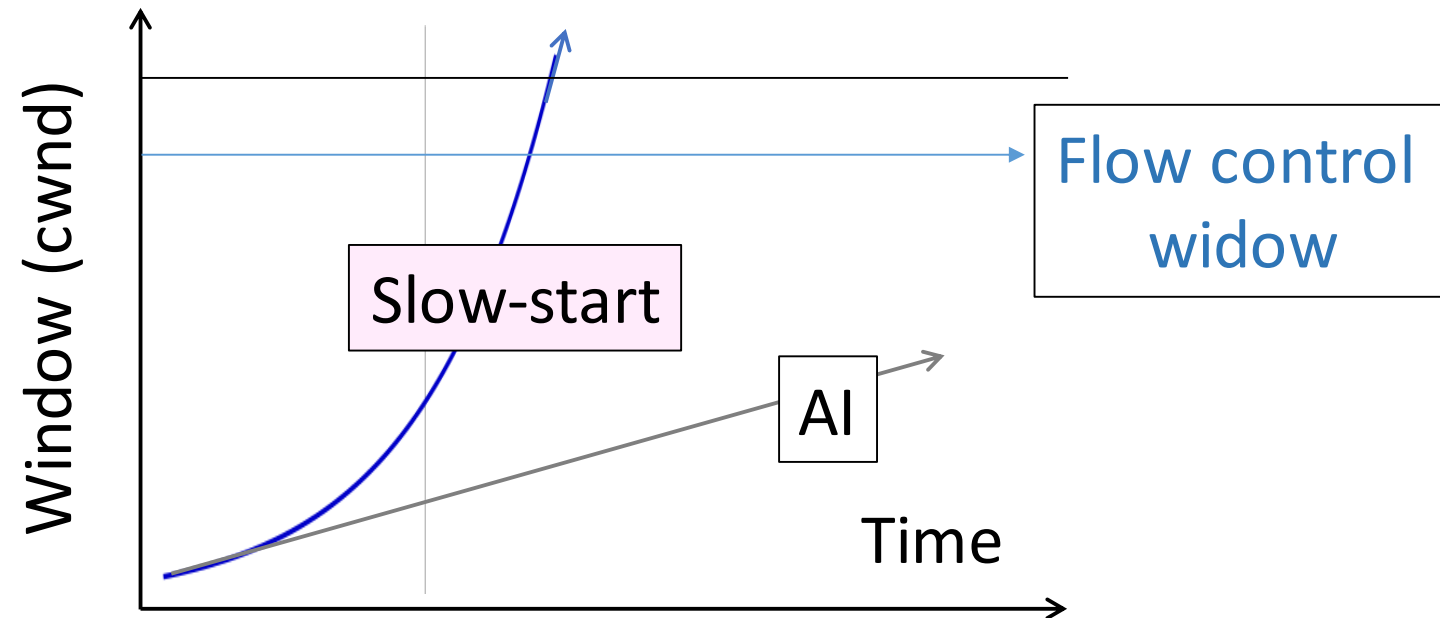 Window (cwnd)
Flow control
widow
Slow-start
AI
Time